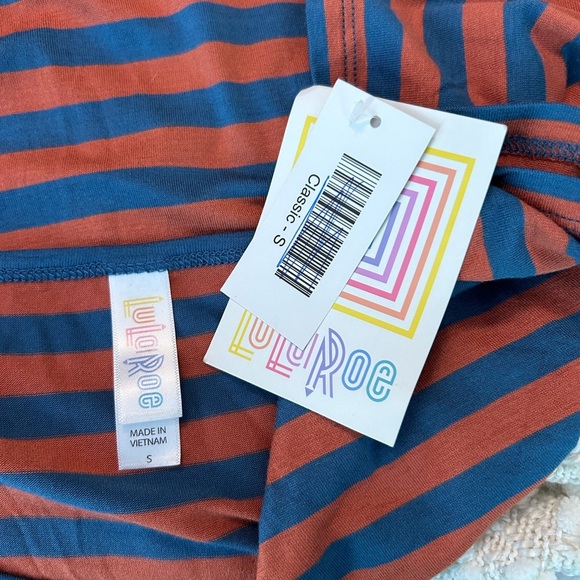 Classic - S
LuLaRoe
LuLaRoe
MADE IN
VIETNAM
S